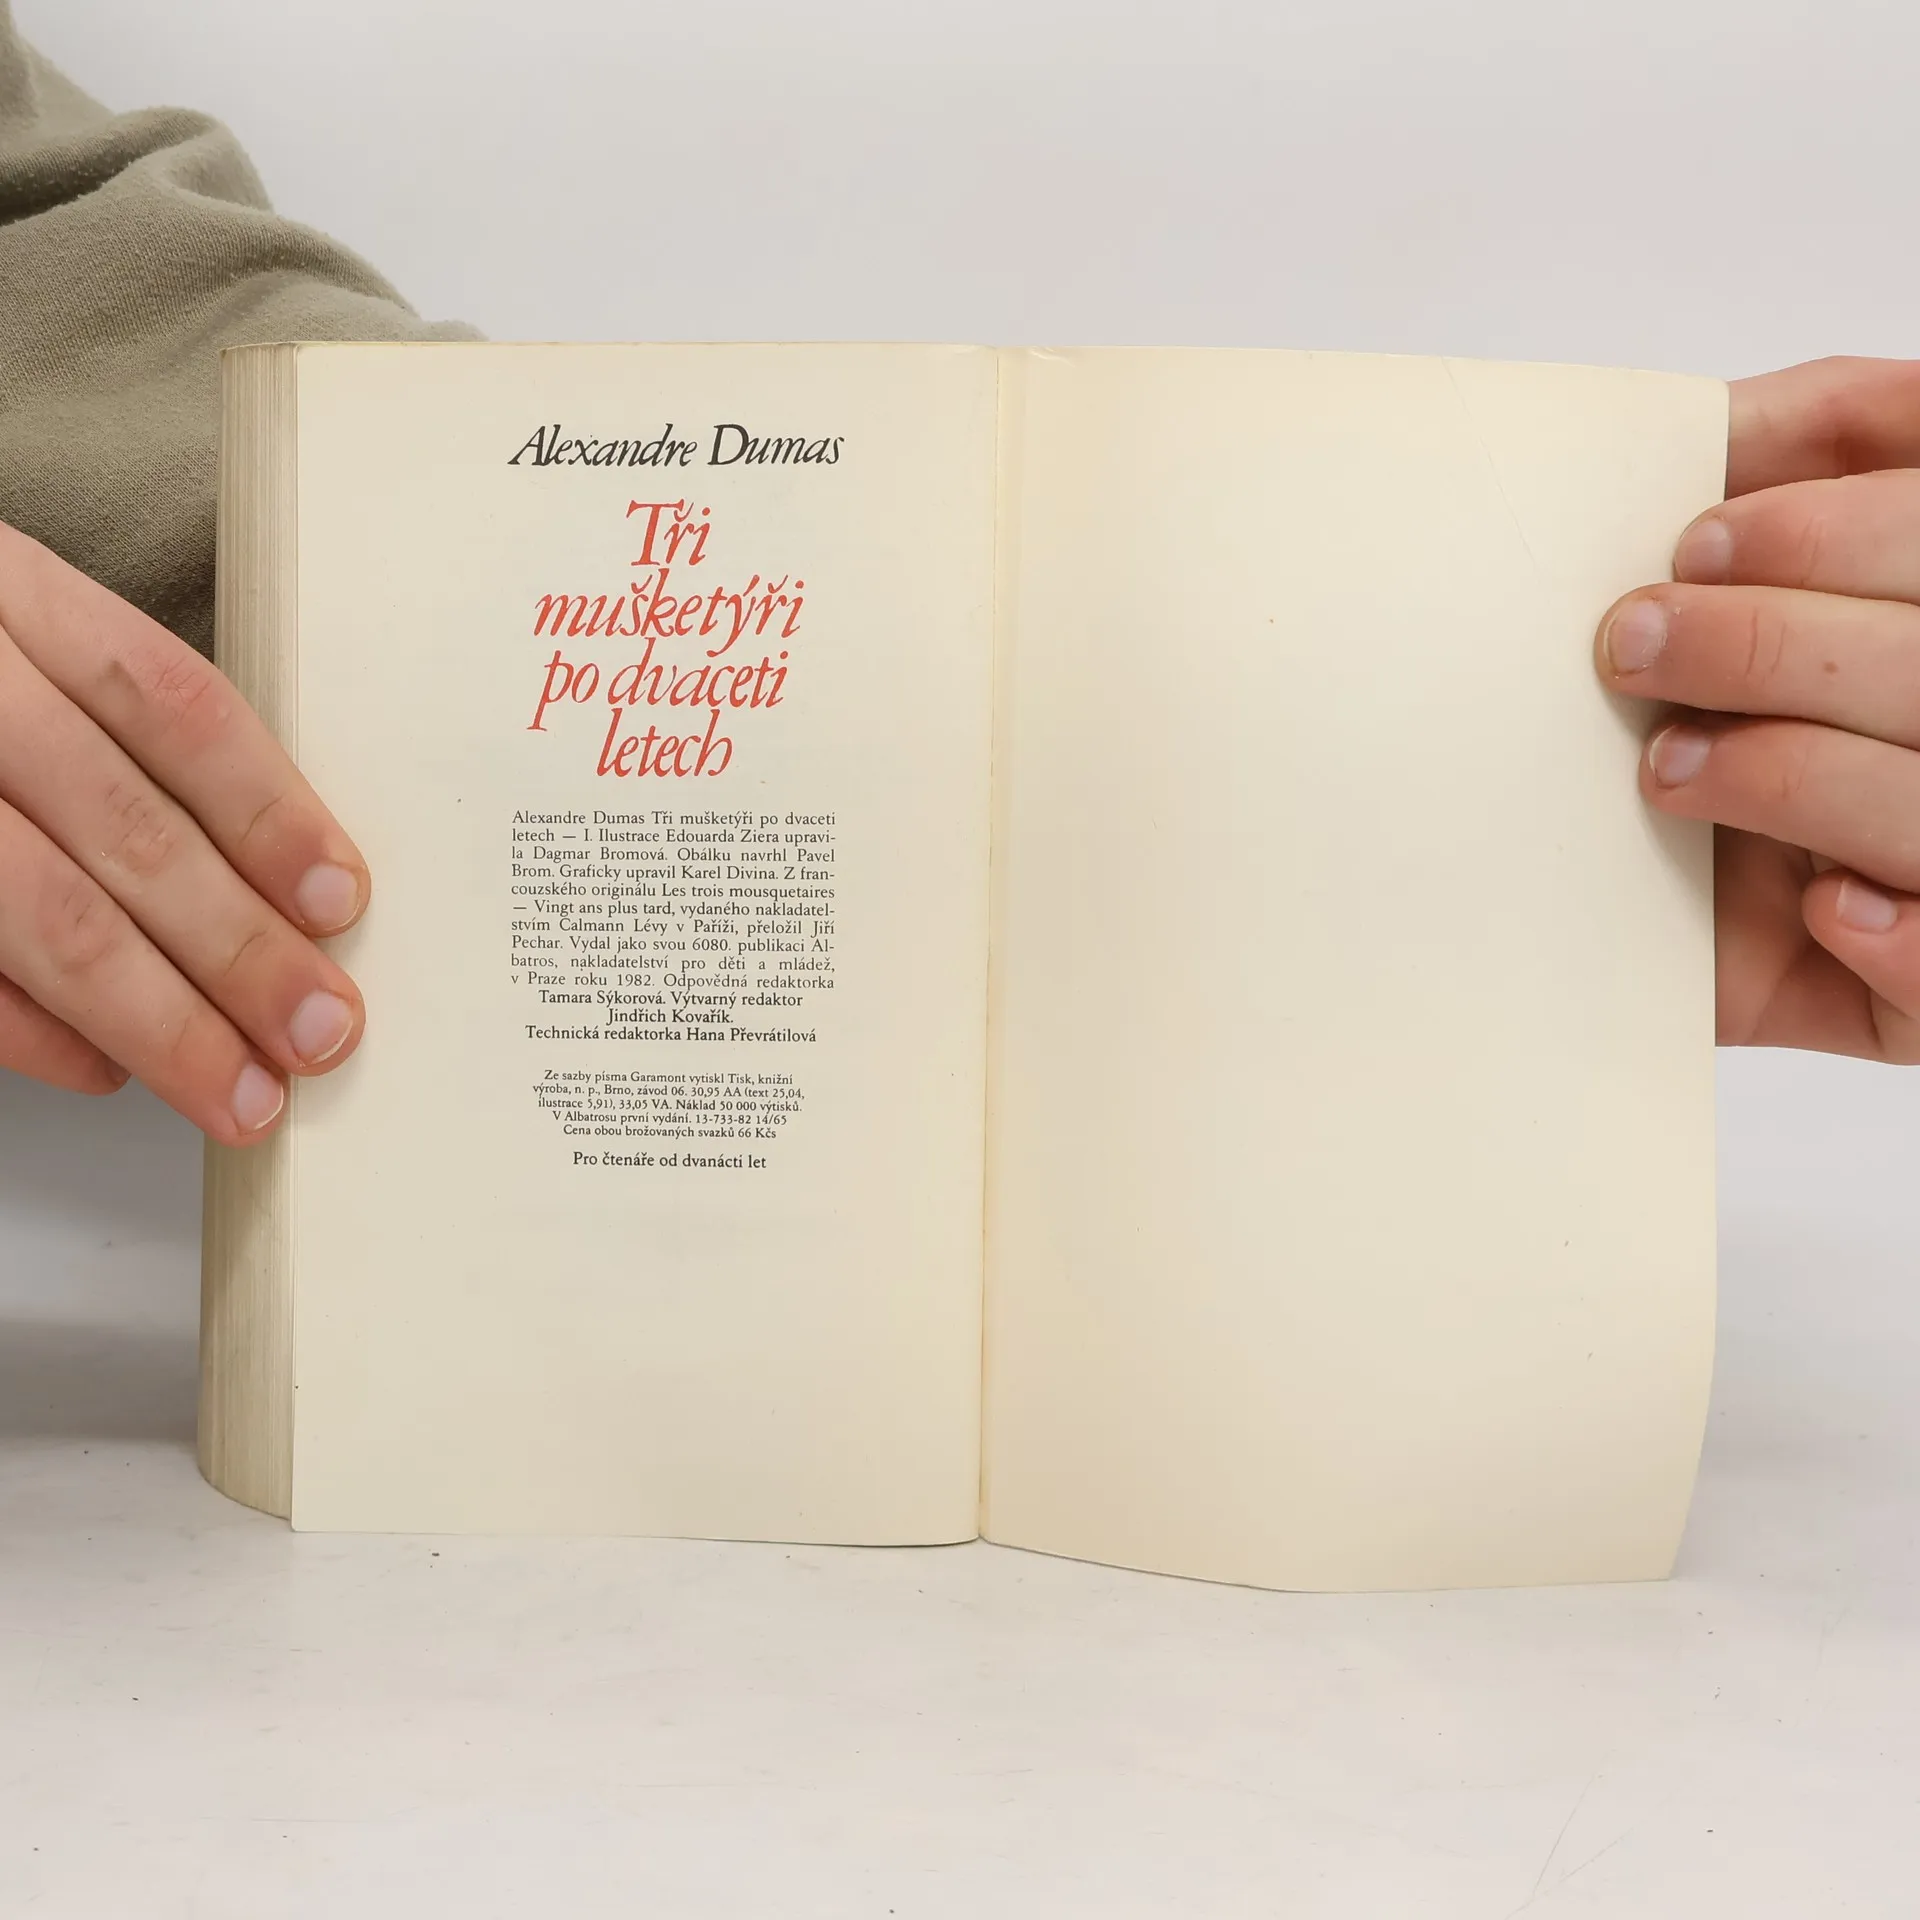 Alexandre Dumas
Tři
mušketýři
po dvaceti
letech
Alexandre Dumas Tři mušketýři po dvaceti
letech — I. Ilustrace Edouarda Ziera upravi-
la Dagmar Bromová. Obálku navrhl Pavel
Brom. Graficky upravil Karel Divina. Z fran-
couzského originálu Les trois mousquetaires
— Vingt ans plus tard, vydaného nakladatel-
stvím Calmann Lévy v Paříži, přeložil Jiří
Pechar. Vydal jako svou 6080. publikaci Al-
batros, nakladatelství pro děti a mládež,
v Praze roku 1982. Odpovědná redaktorka
Tamara Sýkorová. Výtvarný redaktor
Jindřich Kovařík.
Technická redaktorka Hana Převrátilová
Ze sazby písma Garamont vytiskl Tisk, knižní
výroba, n. p., Brno, závod 06. 30,95 AA (text 25,04,
ilustrace 5,91), 33,05 VA. Náklad 50 000 výtisků.
V Albatrosu první vydání. 13-733-82 14/65
Cena obou brožovaných svazků 66 Kčs
Pro čtenáře od dvanácti let